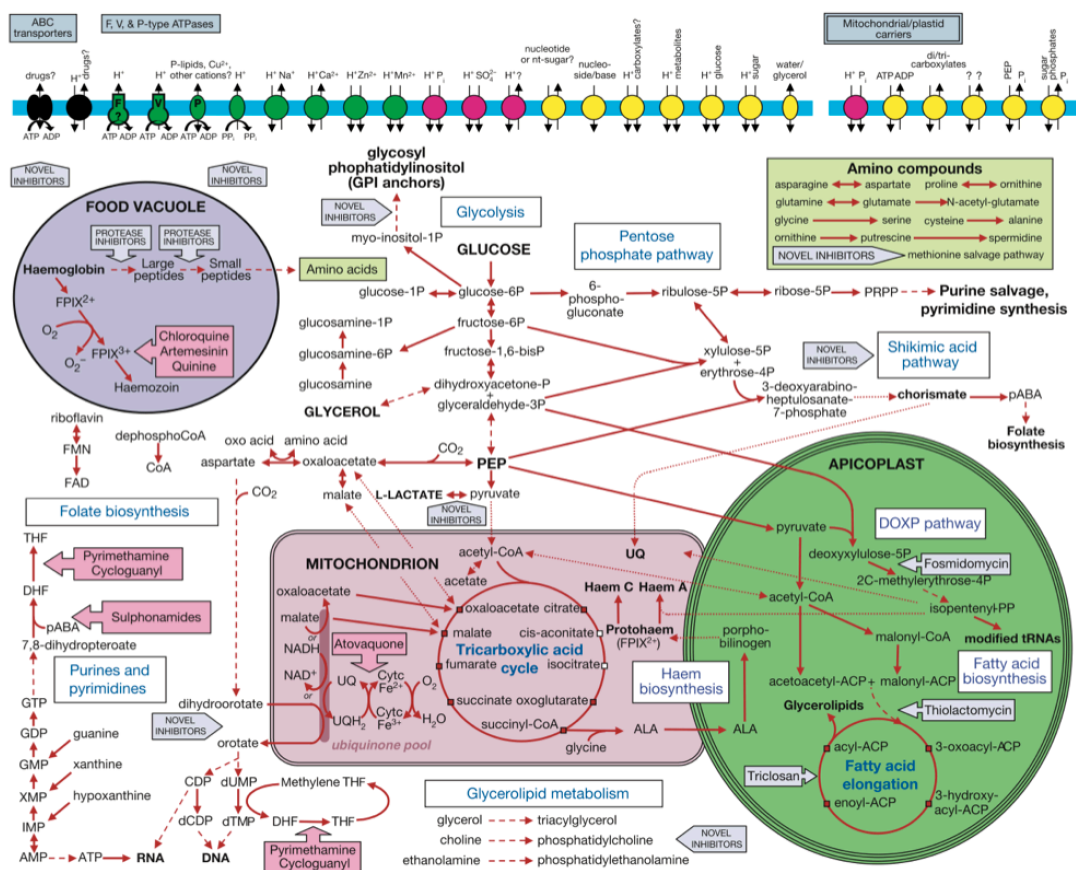 ABC
transporters
F, V, & P-type ATPases
Mitochondrial/plastid
carriers
drugs?
H⁺
drugs?
H⁺
H⁺
P-lipids, Cu²⁺,
other cations?
H⁺
H⁺ Na⁺
H⁺ Ca²⁺
H⁺ Zn²⁺
H⁺ Mn²⁺
H⁺ Pᵢ
H⁺ SO₄²⁻
H⁺ ?
nucleotide
or nt-sugar?
nucleo-
side/base
H⁺
carboxylates?
H⁺
metabolites
H⁺
glucose
H⁺
sugar
water/
glycerol
H⁺ Pᵢ
ATP ADP
di/tri-
carboxylates
? ?
PEP
Pᵢ
sugar
phosphates
Pᵢ
F
?
V
P
ATP ADP
ATP ADP
ATP ADP
ATP ADP
PPᵢ Pᵢ
NOVEL
INHIBITORS
NOVEL
INHIBITORS
FOOD VACUOLE
PROTEASE
INHIBITORS
PROTEASE
INHIBITORS
Haemoglobin
Large
peptides
Small
peptides
Amino acids
FPIX²⁺
O₂
O₂⁻
FPIX³⁺
Chloroquine
Artemesinin
Quinine
Haemozoin
glycosyl
phophatidylinositol
(GPI anchors)
NOVEL
INHIBITORS
myo-inositol-1P
Glycolysis
GLUCOSE
glucose-1P
glucose-6P
6-
phospho-
gluconate
ribulose-5P
ribose-5P
PRPP
Purine salvage,
pyrimidine synthesis
Pentose
phosphate pathway
Amino compounds
asparagine
aspartate
proline
ornithine
glutamine
glutamate
N-acetyl-glutamate
glycine
serine
cysteine
alanine
ornithine
putrescine
spermidine
NOVEL INHIBITORS
methionine salvage pathway
glucosamine-1P
fructose-6P
glucosamine-6P
fructose-1,6-bisP
glucosamine
dihydroxyacetone-P
+
glyceraldehyde-3P
GLYCEROL
xylulose-5P
+
erythrose-4P
NOVEL
INHIBITORS
Shikimic acid
pathway
3-deoxyarabino-
heptulosanate-
7-phosphate
chorismate
pABA
Folate
biosynthesis
riboflavin
FMN
FAD
dephosphoCoA
CoA
oxo acid
amino acid
aspartate
oxaloacetate
CO₂
PEP
malate
L-LACTATE
pyruvate
CO₂
NOVEL
INHIBITORS
Folate biosynthesis
THF
Pyrimethamine
Cycloguanyl
DHF
pABA
Sulphonamides
7,8-dihydropteroate
Purines and
pyrimidines
GTP
GDP
GMP
XMP
IMP
AMP
guanine
xanthine
hypoxanthine
ATP
RNA
DNA
dihydroorotate
NOVEL
INHIBITORS
orotate
CDP
dUMP
dCDP
dTMP
Methylene THF
DHF
THF
Pyrimethamine
Cycloguanyl
MITOCHONDRION
acetyl-CoA
acetate
UQ
oxaloacetate
malate
or
NADH
NAD⁺
or
Atovaquone
UQ
UQH₂
Cytc
Fe²⁺
Cytc
Fe³⁺
O₂
H₂O
ubiquinone pool
oxaloacetate
citrate
malate
cis-aconitate
Tricarboxylic acid
cycle
fumarate
isocitrate
succinate
oxoglutarate
succinyl-CoA
glycine
ALA
ALA
Haem C
Haem A
Protohaem
(FPIX²⁺)
porpho-
bilinogen
Haem
biosynthesis
APICOPLAST
pyruvate
DOXP pathway
deoxyxylulose-5P
Fosmidomycin
2C-methylerythrose-4P
acetyl-CoA
isopentenyl-PP
modified tRNAs
malonyl-CoA
Fatty acid
biosynthesis
acetoacetyl-ACP
+
malonyl-ACP
Glycerolipids
Thiolactomycin
acyl-ACP
3-oxoacyl-ACP
Triclosan
Fatty acid
elongation
enoyl-ACP
3-hydroxy-
acyl-ACP
Glycerolipid metabolism
glycerol
triacylglycerol
choline
phosphatidylcholine
ethanolamine
phosphatidylethanolamine
NOVEL
INHIBITORS